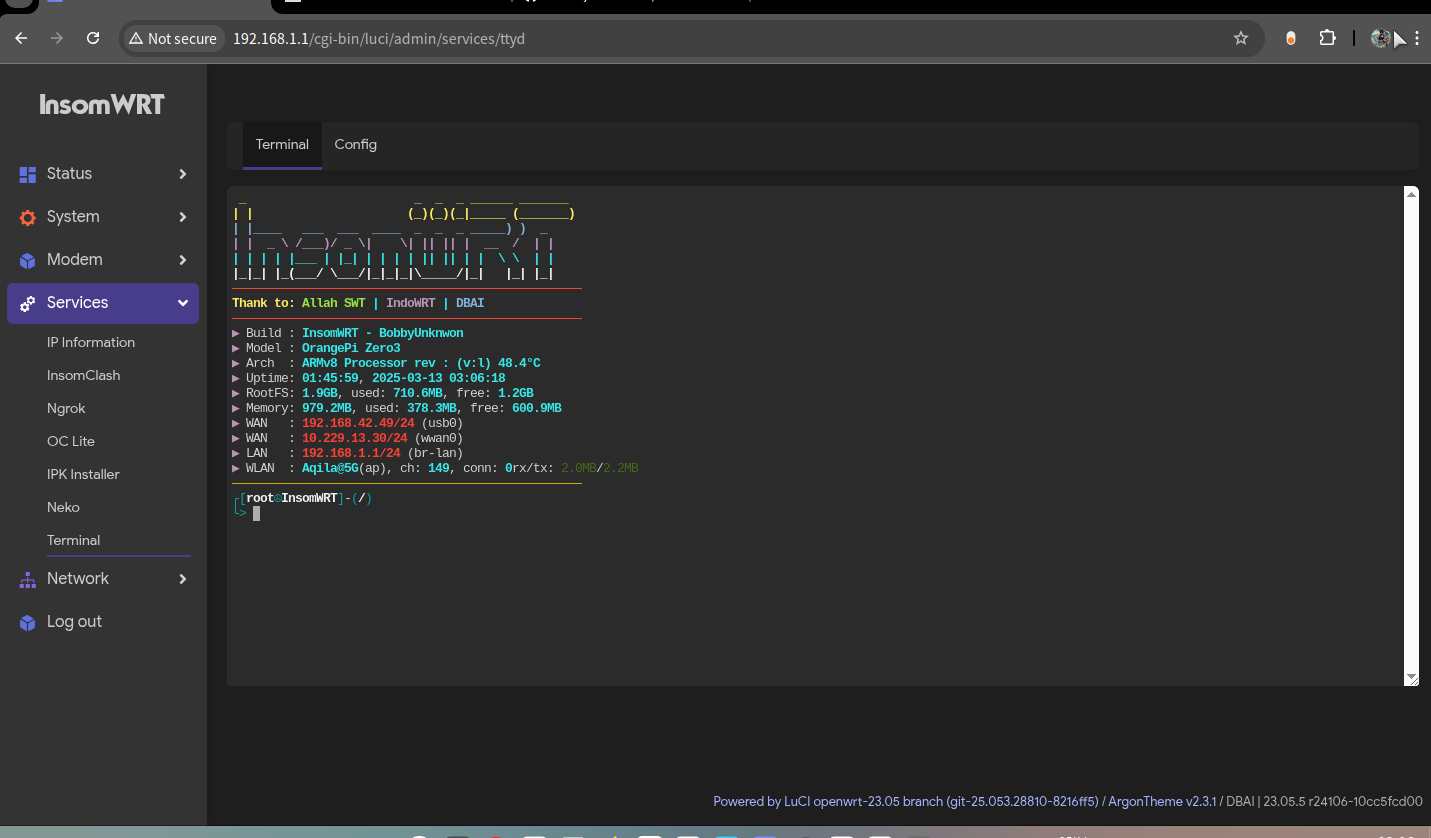 Not secure 192.168.1.1/cgi-bin/luci/admin/services/ttyd
InsomWRT
Status
System
Modem
Services
IP Information
InsomClash
Ngrok
OC Lite
IPK Installer
Neko
Terminal
Network
Log out
Terminal Config
Thank to: Allah SWT | IndoWRT | DBAI
▶ Build : InsomWRT - BobbyUnknwon
▶ Model : OrangePi Zero3
▶ Arch  : ARMv8 Processor rev : (v:l) 48.4°C
▶ Uptime: 01:45:59, 2025-03-13 03:06:18
▶ RootFS: 1.9GB, used: 710.6MB, free: 1.2GB
▶ Memory: 979.2MB, used: 378.3MB, free: 600.9MB
▶ WAN   : 192.168.42.49/24 (usb0)
▶ WAN   : 10.229.13.30/24 (wwan0)
▶ LAN   : 192.168.1.1/24 (br-lan)
▶ WLAN  : Aqila@5G(ap), ch: 149, conn: 0rx/tx: 2.0MB/2.2MB
┌[root☮InsomWRT]-(/)
└>
Powered by LuCI openwrt-23.05 branch (git-25.053.28810-8216ff5) / ArgonTheme v2.3.1 / DBAI | 23.05.5 r24106-10cc5fcd00